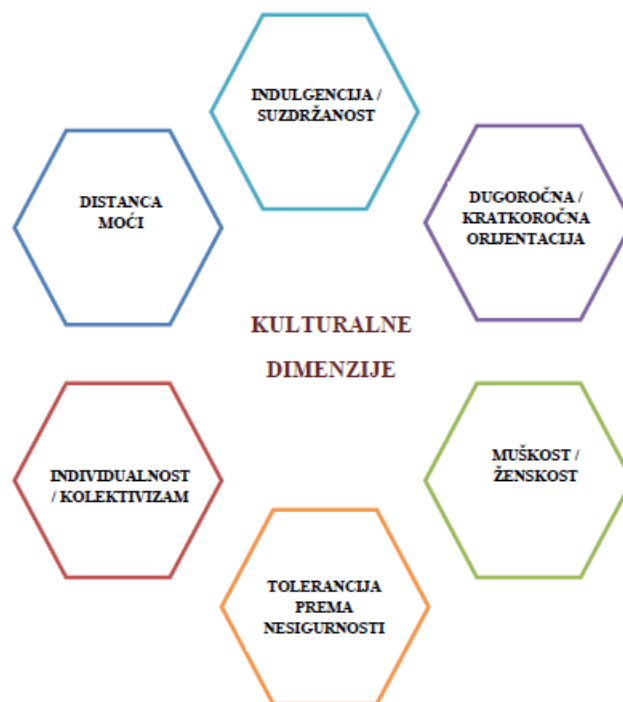 INDULGENCIJA /
SUZDRŽANOST
DISTANCA
MOĆI
DUGOROČNA /
KRATKOROČNA
ORIJENTACIJA
KULTURALNE
DIMENZIJE
INDIVIDUALNOST
/ KOLEKTIVIZAM
MUŠKOST /
ŽENSKOST
TOLERANCIJA
PREMA
NESIGURNOSTI